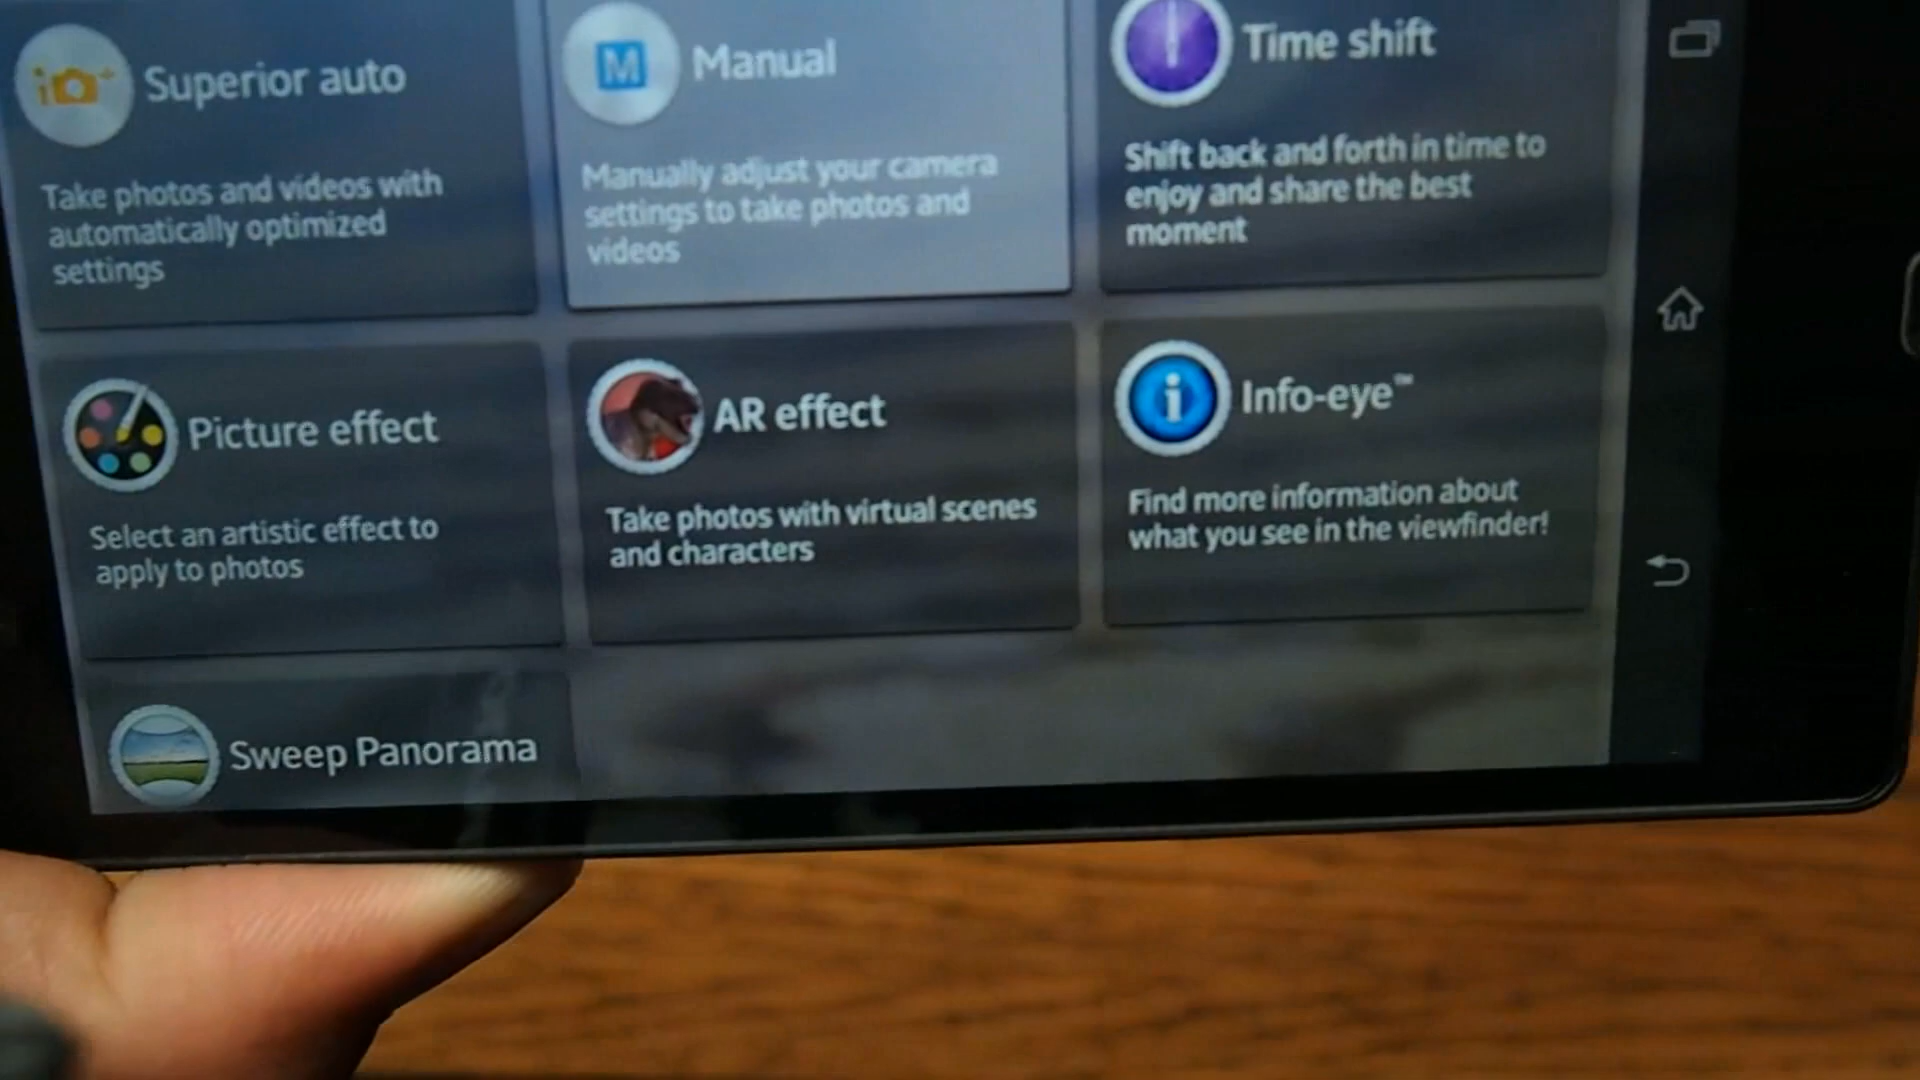 i+
Superior auto
Take photos and videos with
automatically optimized
settings
M
Manual
Manually adjust your camera
settings to take photos and
videos
Time shift
Shift back and forth in time to
enjoy and share the best
moment
Picture effect
Select an artistic effect to
apply to photos
AR effect
Take photos with virtual scenes
and characters
i
Info-eye™
Find more information about
what you see in the viewfinder!
Sweep Panorama